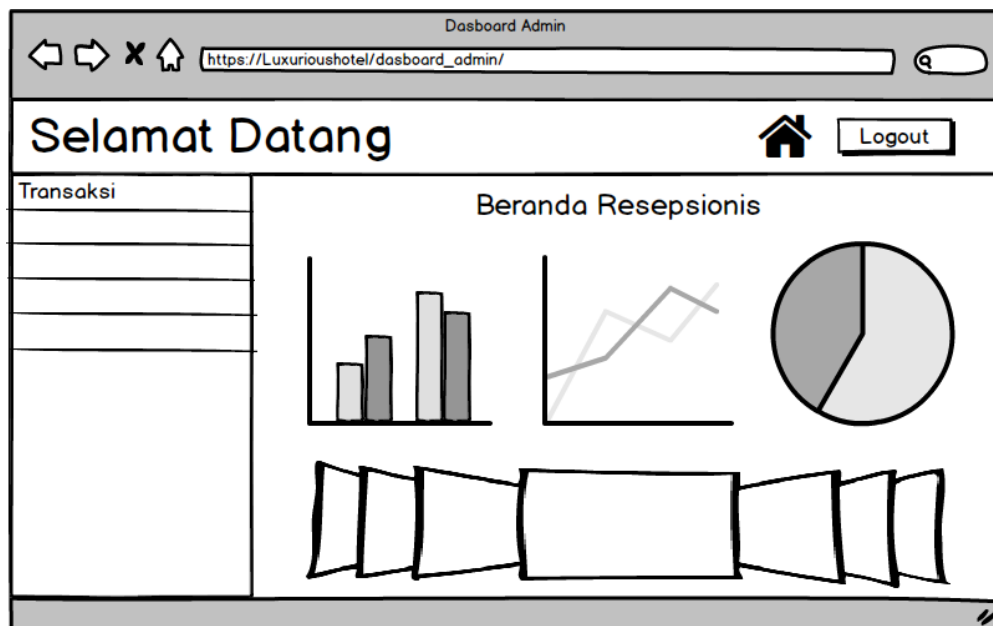 Dasboard Admin
https://Luxurioushotel/dasboard_admin/
Selamat Datang
Logout
Transaksi
Beranda Resepsionis